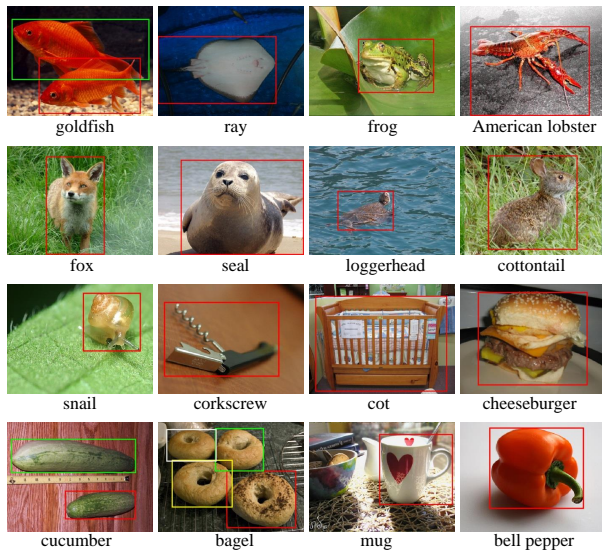 goldfish
ray
frog
American lobster
fox
seal
loggerhead
cottontail
snail
corkscrew
cot
cheeseburger
cucumber
bagel
mug
bell pepper